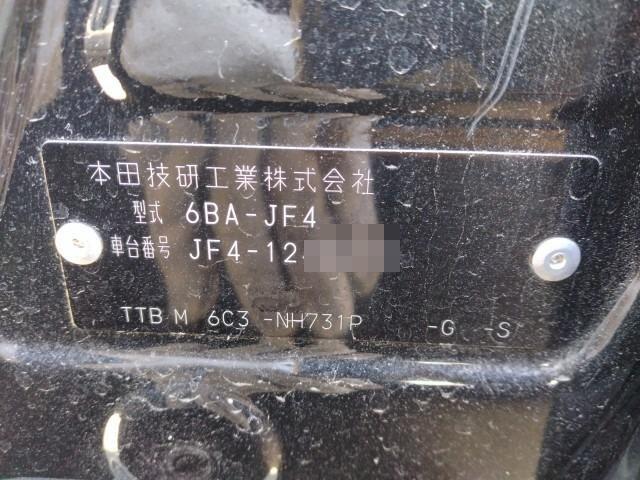 本田技研工業株式会社
型式 6BA-JF4
車台番号 JF4-12
TTB M 6C3 -NH731P -G -S